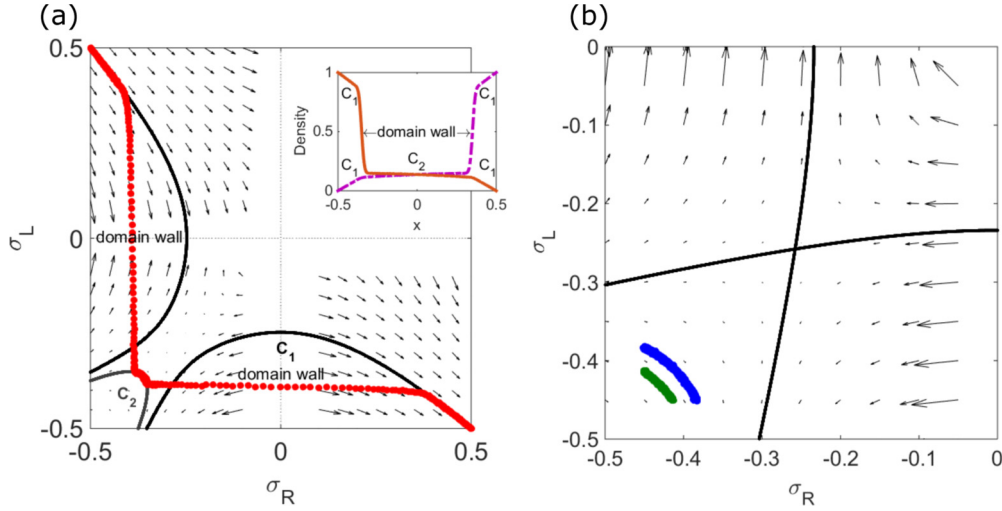 (a)
0.5
0
-0.5
σL
-0.5
0
0.5
σR
domain wall
C1
domain wall
C2
1
0.5
0
Density
-0.5
0
0.5
x
C1
C1
domain wall
C2
C1
C1
(b)
0
-0.1
-0.2
-0.3
-0.4
-0.5
σL
-0.5
-0.4
-0.3
-0.2
-0.1
0
σR